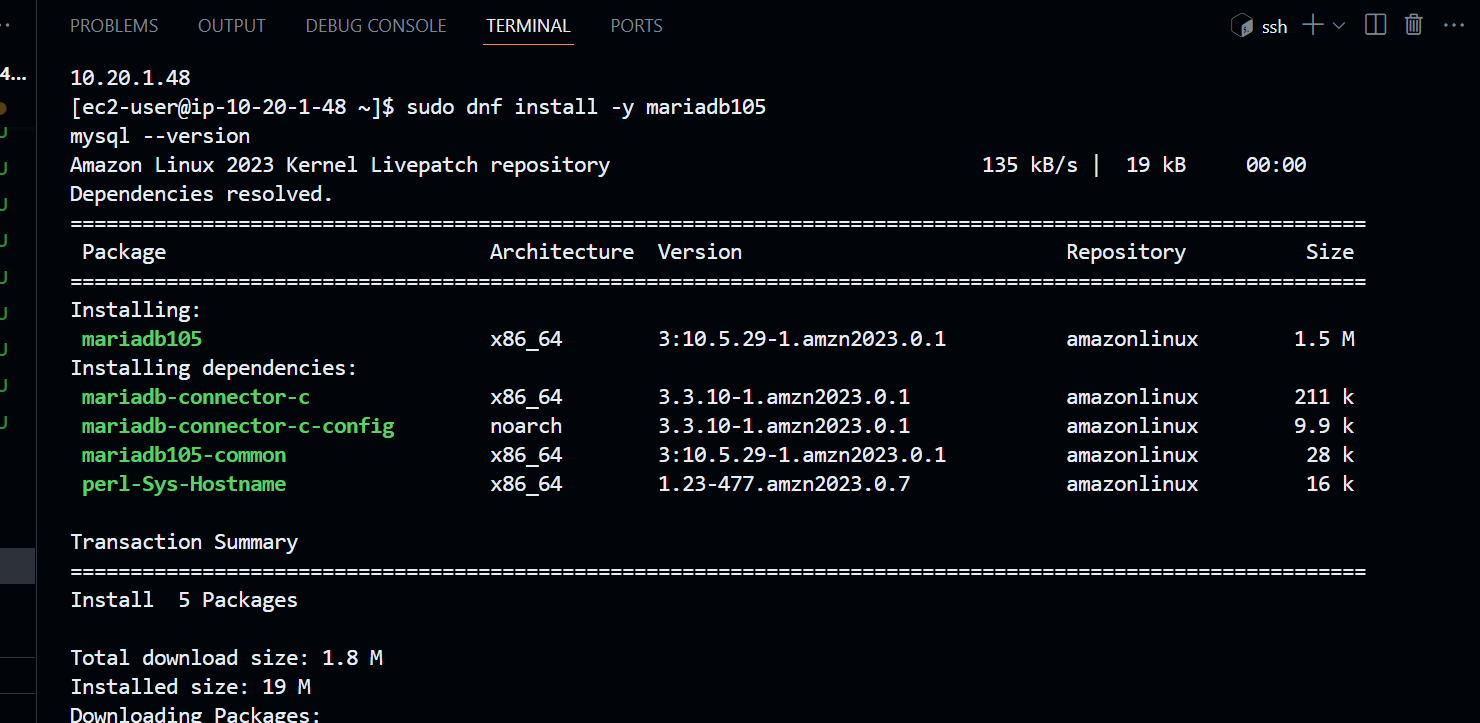 PROBLEMS OUTPUT DEBUG CONSOLE TERMINAL PORTS ssh
4...
10.20.1.48
[ec2-user@ip-10-20-1-48 ~]$ sudo dnf install -y mariadb105
mysql --version
Amazon Linux 2023 Kernel Livepatch repository 135 kB/s | 19 kB 00:00
Dependencies resolved.
================================================================================
Package Architecture Version Repository Size
================================================================================
Installing:
mariadb105 x86_64 3:10.5.29-1.amzn2023.0.1 amazonlinux 1.5 M
Installing dependencies:
mariadb-connector-c x86_64 3.3.10-1.amzn2023.0.1 amazonlinux 211 k
mariadb-connector-c-config noarch 3.3.10-1.amzn2023.0.1 amazonlinux 9.9 k
mariadb105-common x86_64 3:10.5.29-1.amzn2023.0.1 amazonlinux 28 k
perl-Sys-Hostname x86_64 1.23-477.amzn2023.0.7 amazonlinux 16 k
Transaction Summary
================================================================================
Install 5 Packages
Total download size: 1.8 M
Installed size: 19 M
Downloading Packages: